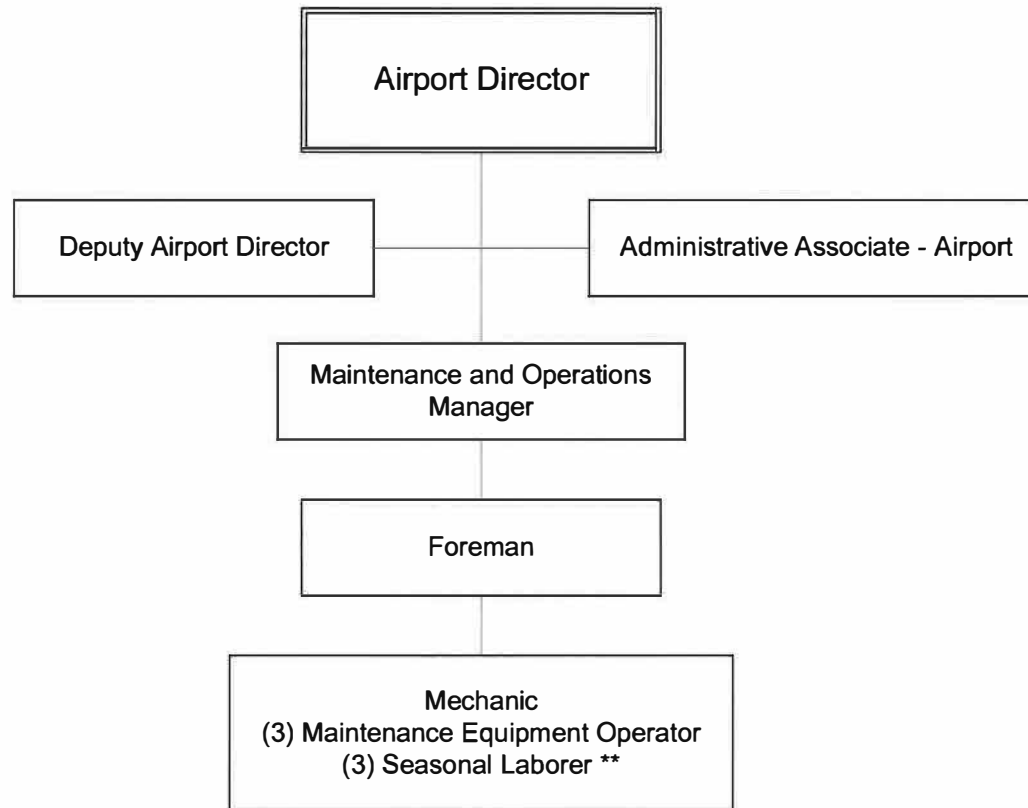 Airport Director
Deputy Airport Director
Administrative Associate - Airport
Maintenance and Operations
Manager
Foreman
Mechanic
(3) Maintenance Equipment Operator
(3) Seasonal Laborer **